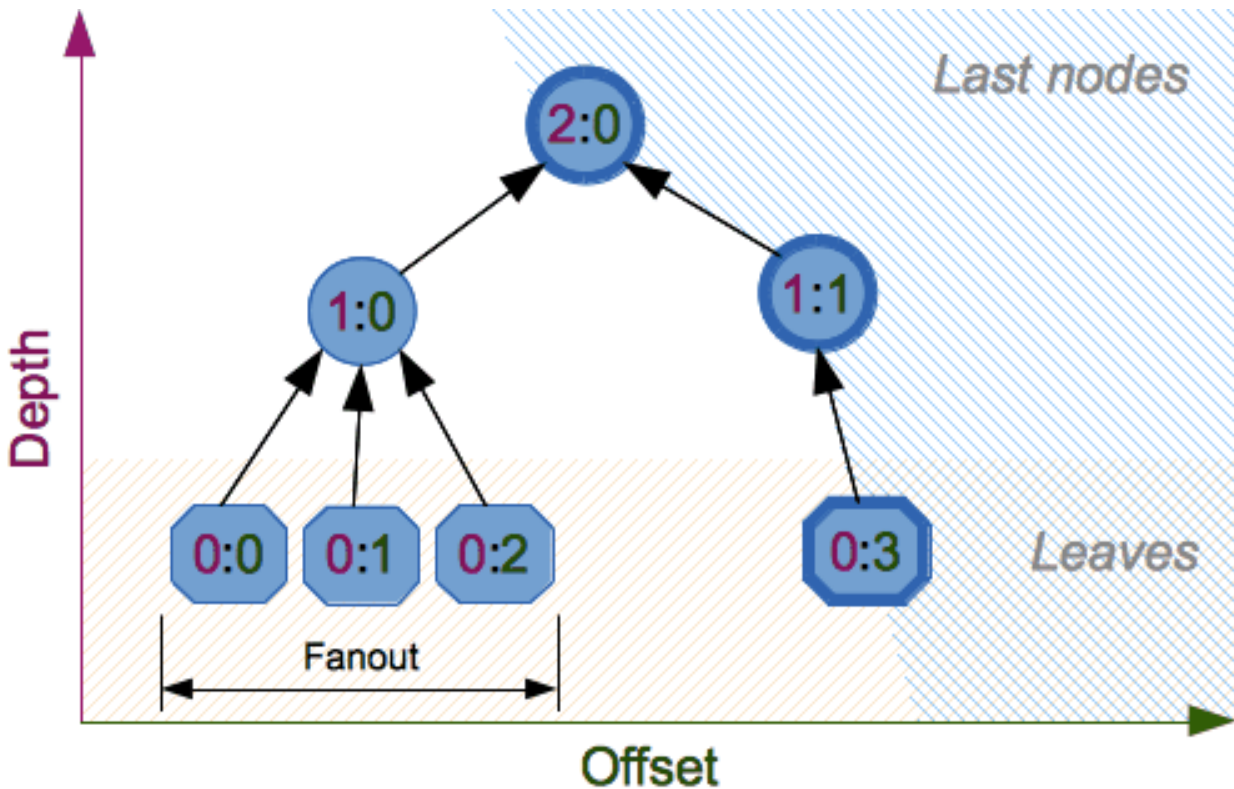 Last nodes
2:0
1:0
1:1
Depth
0:0 0:1 0:2 0:3
Leaves
Fanout
Offset